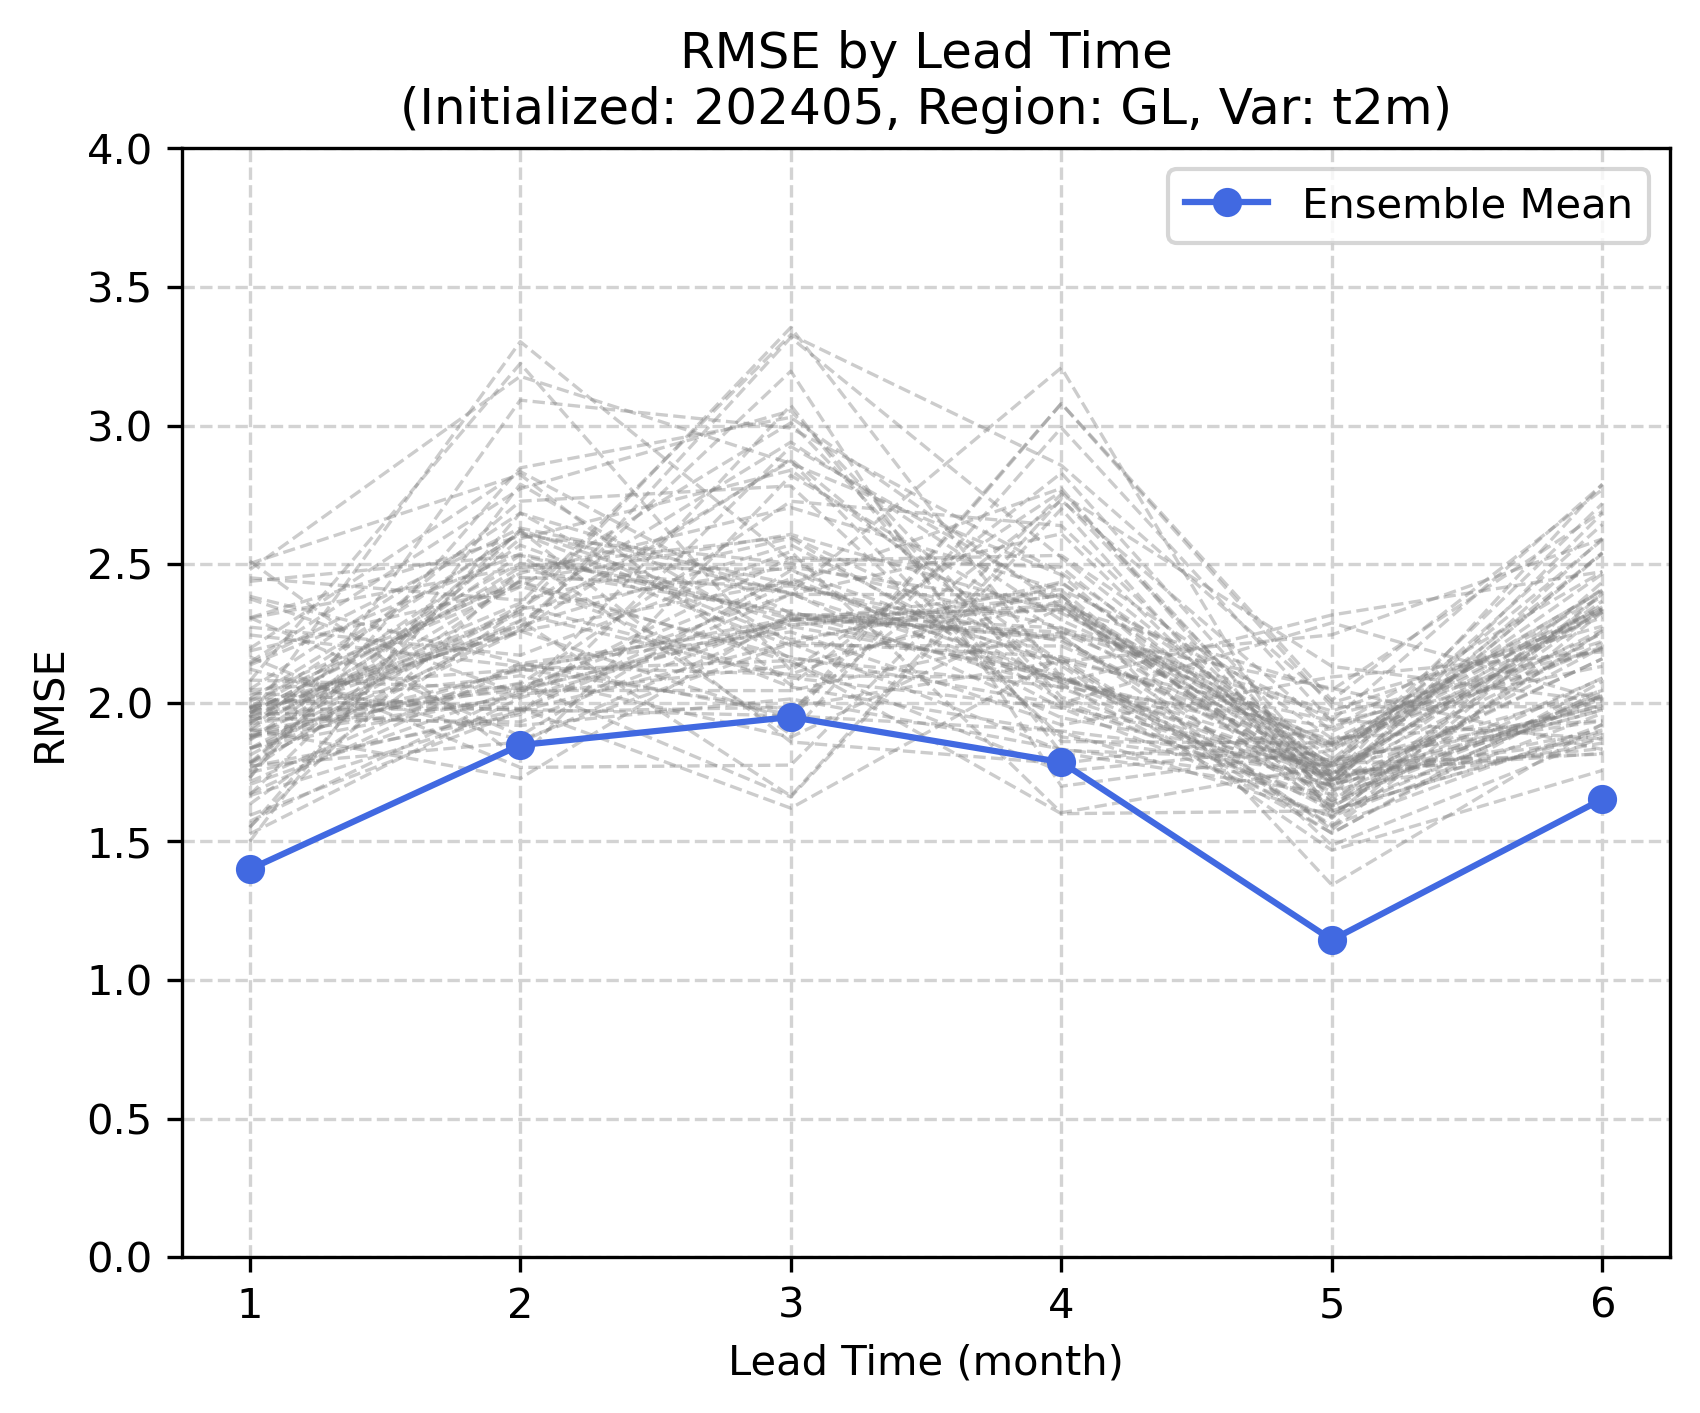 RMSE by Lead Time
(Initialized: 202405, Region: GL, Var: t2m)
Ensemble Mean
4.0
3.5
3.0
2.5
2.0
1.5
1.0
0.5
0.0
RMSE
1 2 3 4 5 6
Lead Time (month)